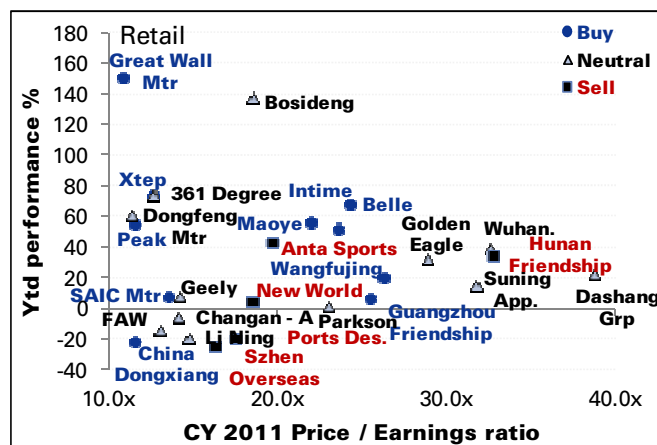 Retail
Buy
Neutral
Sell
Ytd performance %
180
160
140
120
100
80
60
40
20
0
-20
-40
Great Wall
Mtr
Bosideng
Xtep
361 Degree
Intime
Belle
Dongfeng
Mtr
Peak
Maoye
Golden
Eagle
Wuhan.
Hunan
Friendship
Anta Sports
Wangfujing
Suning
App.
SAIC Mtr
Geely
New World
Guangzhou
Friendship
Dashang
Grp
FAW
Changan - A
Parkson
Li Ning
Ports Des.
China
Dongxiang
Szhen
Overseas
10.0x
20.0x
30.0x
40.0x
CY 2011 Price / Earnings ratio